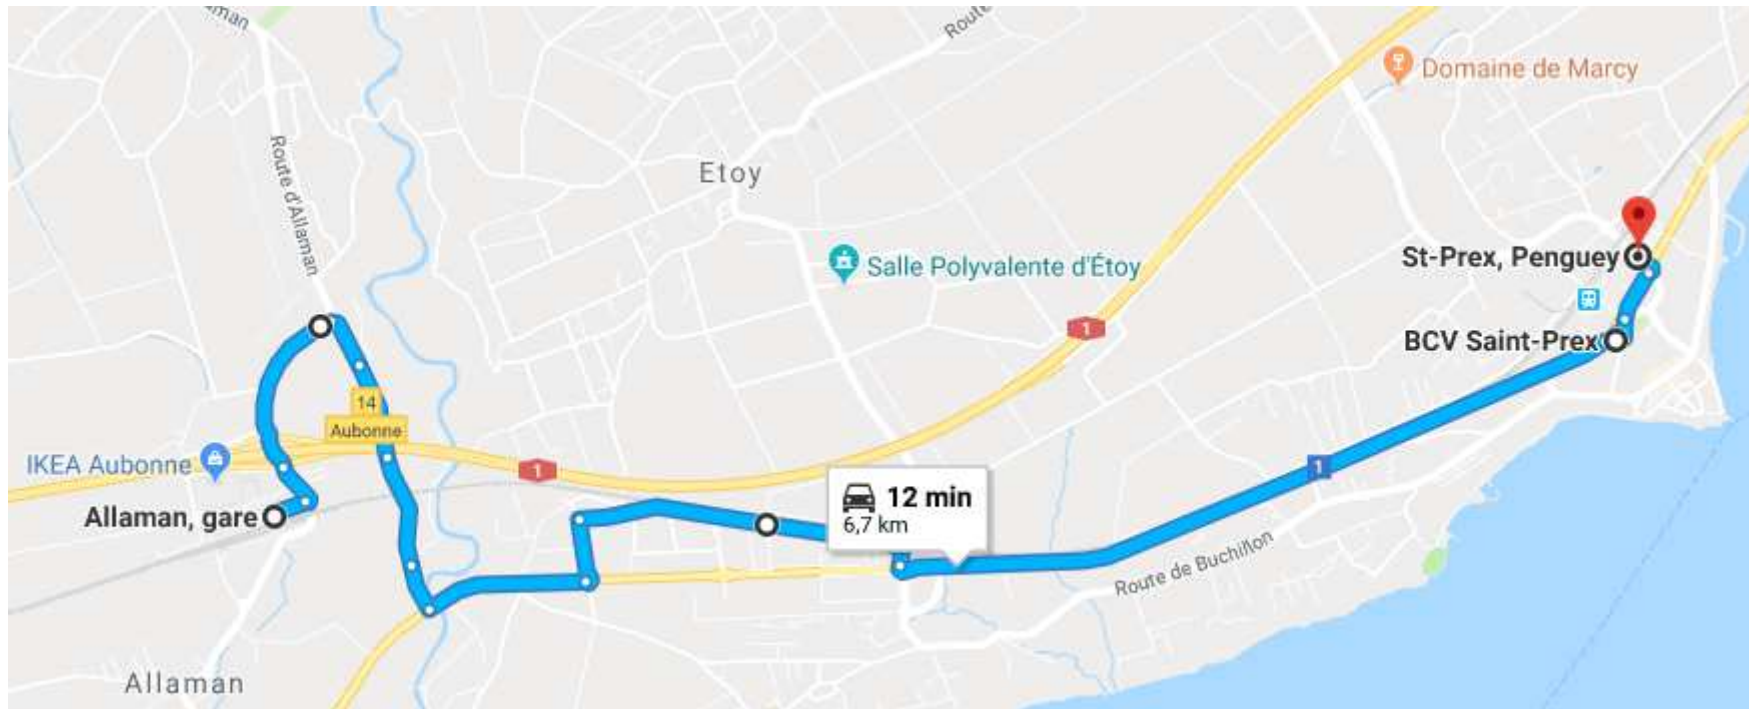 Route
Domaine de Marcy
Route d'Allaman
Etoy
Salle Polyvalente d'Étoy
St-Prex, Penguey
1
BCV Saint-Prex
14
Aubonne
IKEA Aubonne
1
1
12 min
6,7 km
Allaman, gare
Route de Buchillon
Allaman